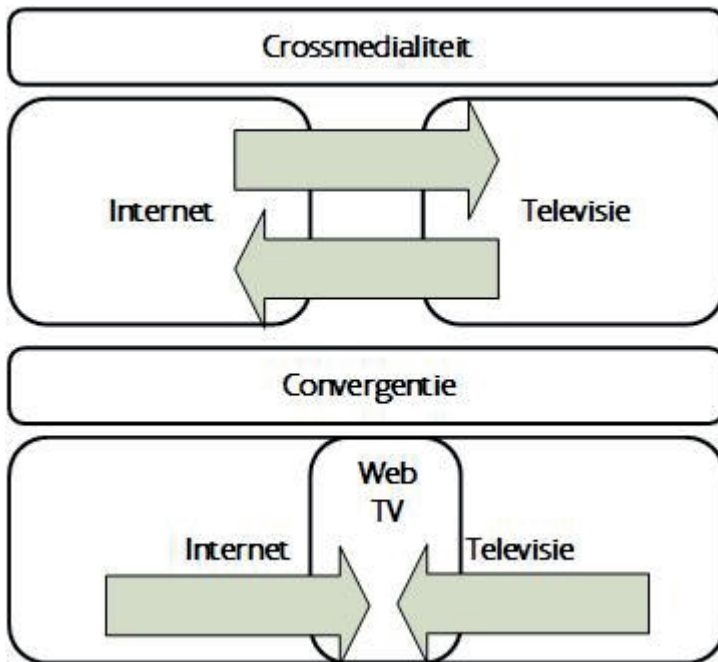 Crossmedialiteit
Internet
Televisie
Convergentie
Web
TV
Internet
Televisie